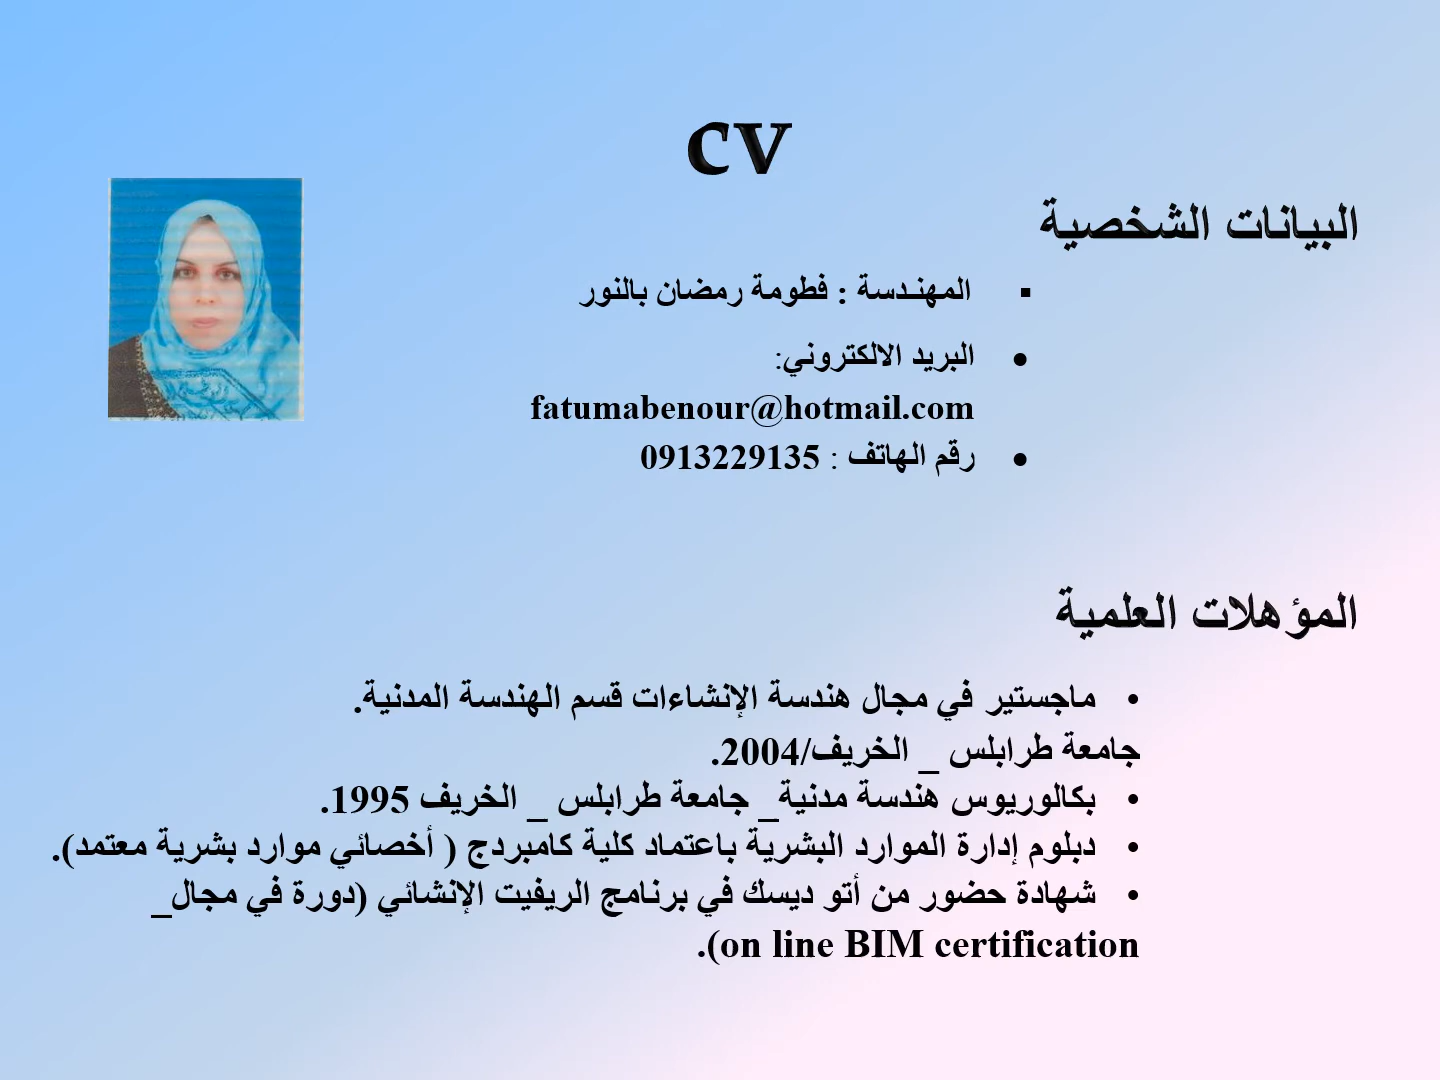 cv
البيانات الشخصية
▪ المهنـدسة : فطومة رمضان بالنور
• البريد الالكتروني:
fatumabenour@hotmail.com
• رقم الهاتف : 0913229135
المؤهلات العلمية
• ماجستير في مجال هندسة الإنشاءات قسم الهندسة المدنية.
جامعة طرابلس _ الخريف/2004.
• بكالوريوس هندسة مدنية_ جامعة طرابلس _ الخريف 1995.
• دبلوم إدارة الموارد البشرية باعتماد كلية كامبردج ( أخصائي موارد بشرية معتمد).
• شهادة حضور من أتو ديسك في برنامج الريفيت الإنشائي (دورة في مجال_
on line BIM certification).